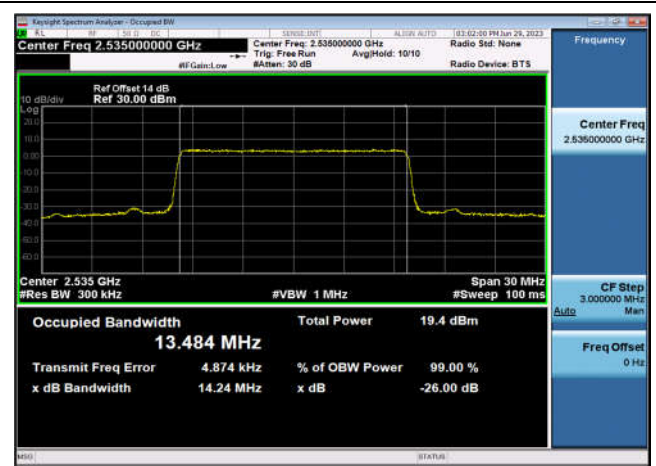 Keysight Spectrum Analyzer - Occupied BW
RL RF 50 Ω DC SENSE:INT ALIGN AUTO 03:02:00 PM Jun 29, 2023
Center Freq 2.535000000 GHz
Center Freq: 2.535000000 GHz
Radio Std: None
Trig: Free Run Avg|Hold: 10/10
#IFGain:Low
#Atten: 30 dB
Radio Device: BTS
Frequency
Ref Offset 14 dB
10 dB/div Ref 30.00 dBm
Log
20.0
10.0
0.00
-10.0
-20.0
-30.0
-40.0
-50.0
-60.0
Center 2.535 GHz
Span 30 MHz
#Res BW 300 kHz
#VBW 1 MHz
#Sweep 100 ms
Occupied Bandwidth
13.484 MHz
Total Power 19.4 dBm
Transmit Freq Error 4.874 kHz
% of OBW Power 99.00 %
x dB Bandwidth 14.24 MHz
x dB -26.00 dB
Center Freq
2.535000000 GHz
CF Step
3.000000 MHz
Auto Man
Freq Offset
0 Hz
MSG
STATUS